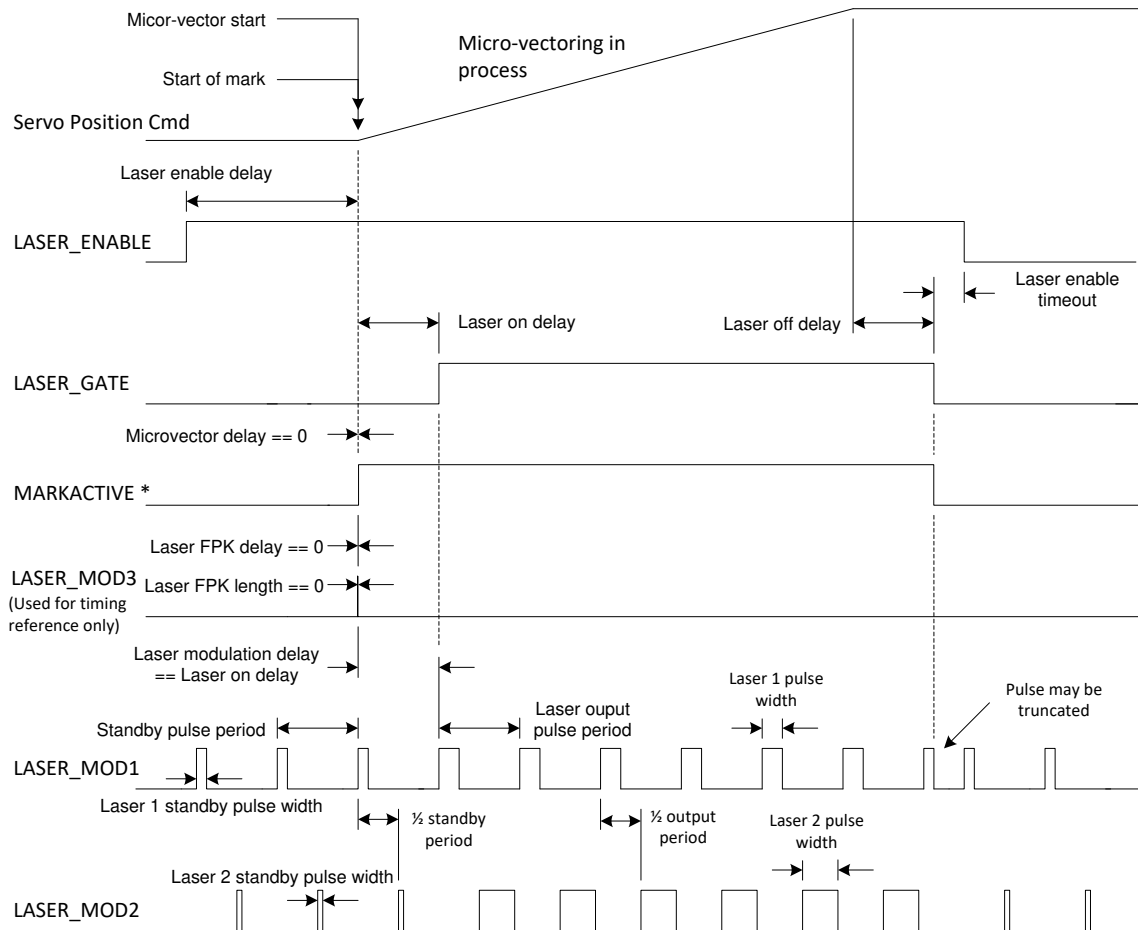 Micor-vector start
Micro-vectoring in
process
Start of mark
Servo Position Cmd
Laser enable delay
LASER_ENABLE
Laser enable
timeout
Laser on delay
Laser off delay
LASER_GATE
Microvector delay == 0
MARKACTIVE *
Laser FPK delay == 0
LASER_MOD3
(Used for timing
reference only)
Laser FPK length == 0
Laser modulation delay
== Laser on delay
Laser 1 pulse
width
Pulse may be
truncated
Standby pulse period
Laser ouput
pulse period
LASER_MOD1
Laser 1 standby pulse width
½ standby
period
½ output
period
Laser 2 pulse
width
Laser 2 standby pulse width
LASER_MOD2